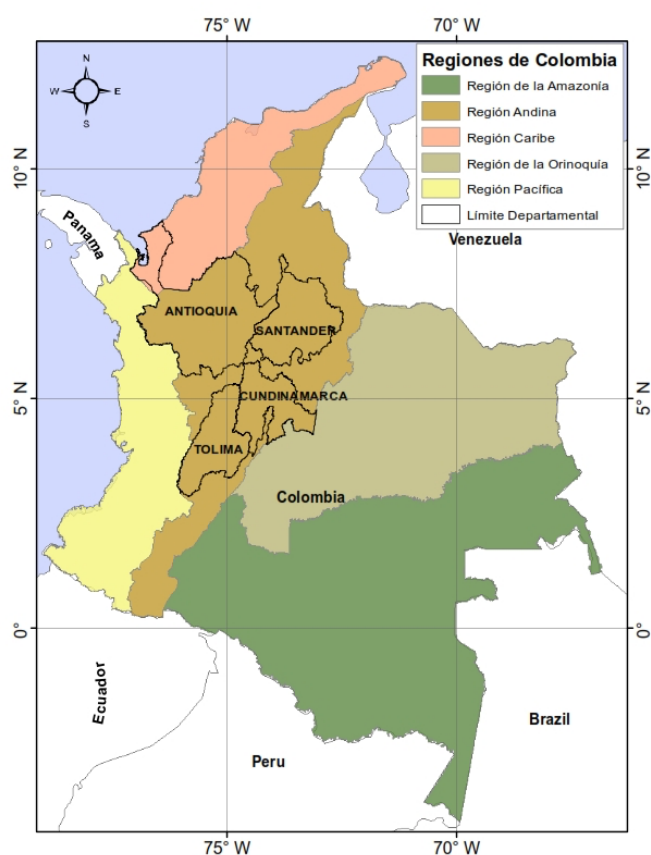 75° W
70° W
N
W
E
S
Regiones de Colombia
Región de la Amazonía
Región Andina
Región Caribe
Región de la Orinoquía
Región Pacífica
Límite Departamental
10° N
10° N
Panama
Venezuela
ANTIOQUIA
SANTANDER
5° N
5° N
CUNDINAMARCA
TOLIMA
Colombia
0°
0°
Ecuador
Brazil
Peru
75° W
70° W